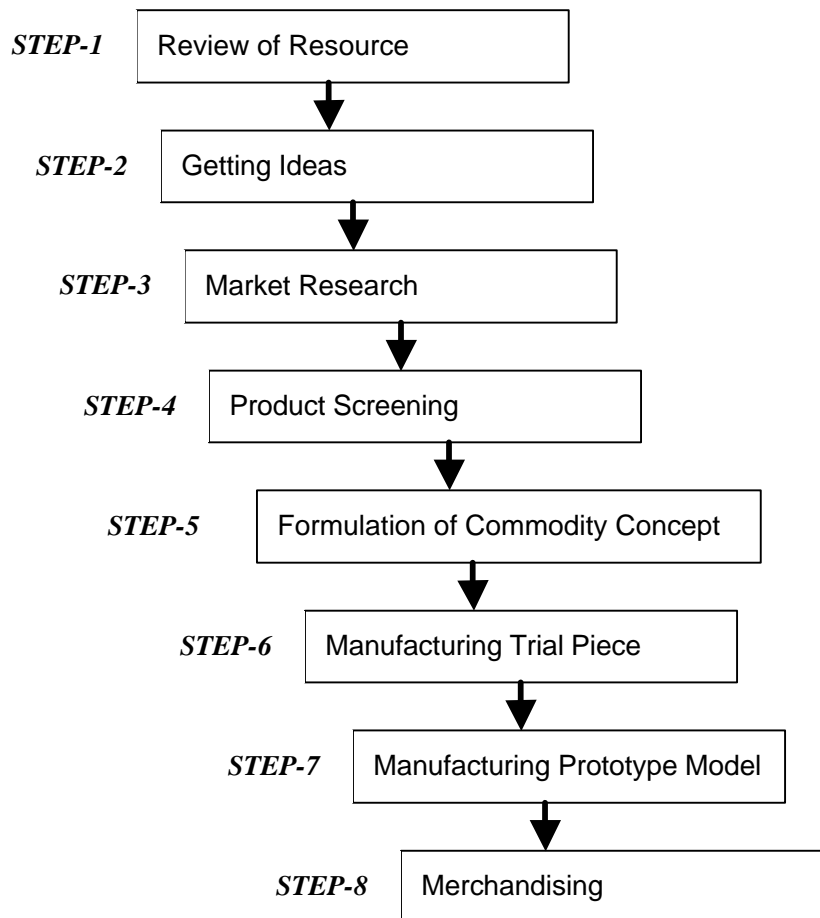 STEP-1 Review of Resource
STEP-2 Getting Ideas
STEP-3 Market Research
STEP-4 Product Screening
STEP-5 Formulation of Commodity Concept
STEP-6 Manufacturing Trial Piece
STEP-7 Manufacturing Prototype Model
STEP-8 Merchandising